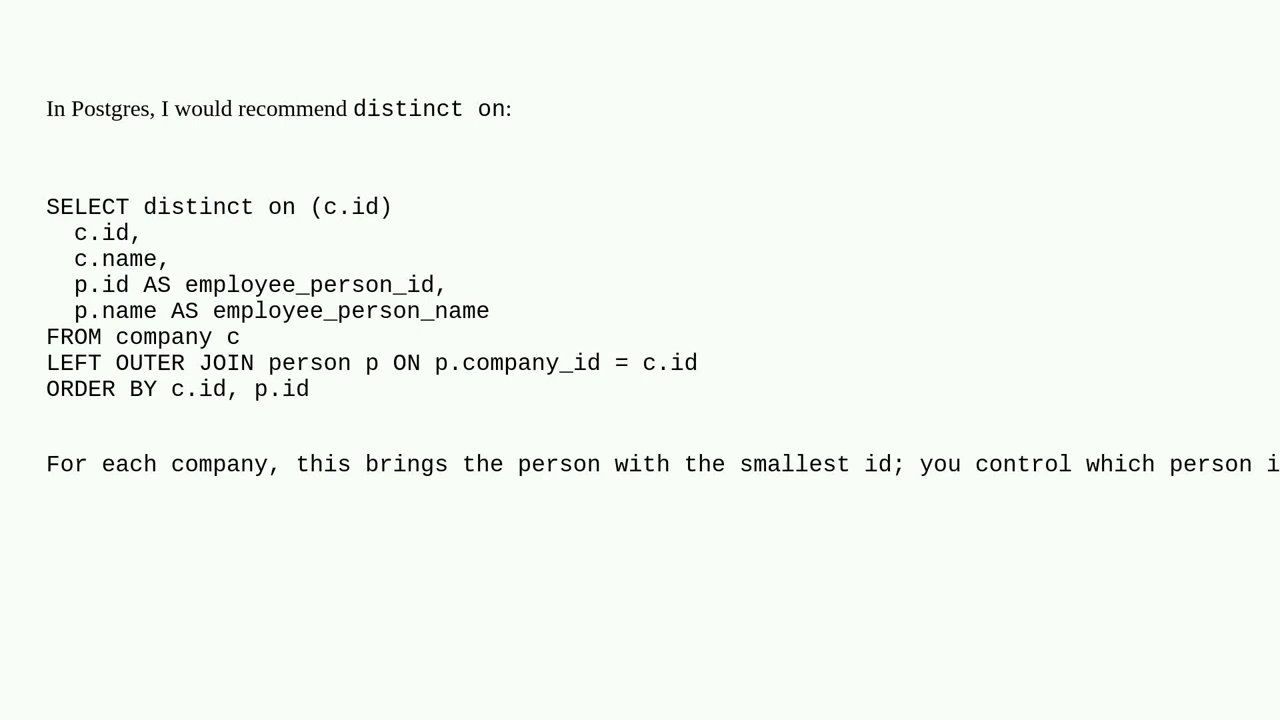 In Postgres, I would recommend distinct on:
SELECT distinct on (c.id)
  c.id,
  c.name,
  p.id AS employee_person_id,
  p.name AS employee_person_name
FROM company c
LEFT OUTER JOIN person p ON p.company_id = c.id
ORDER BY c.id, p.id
For each company, this brings the person with the smallest id; you control which person